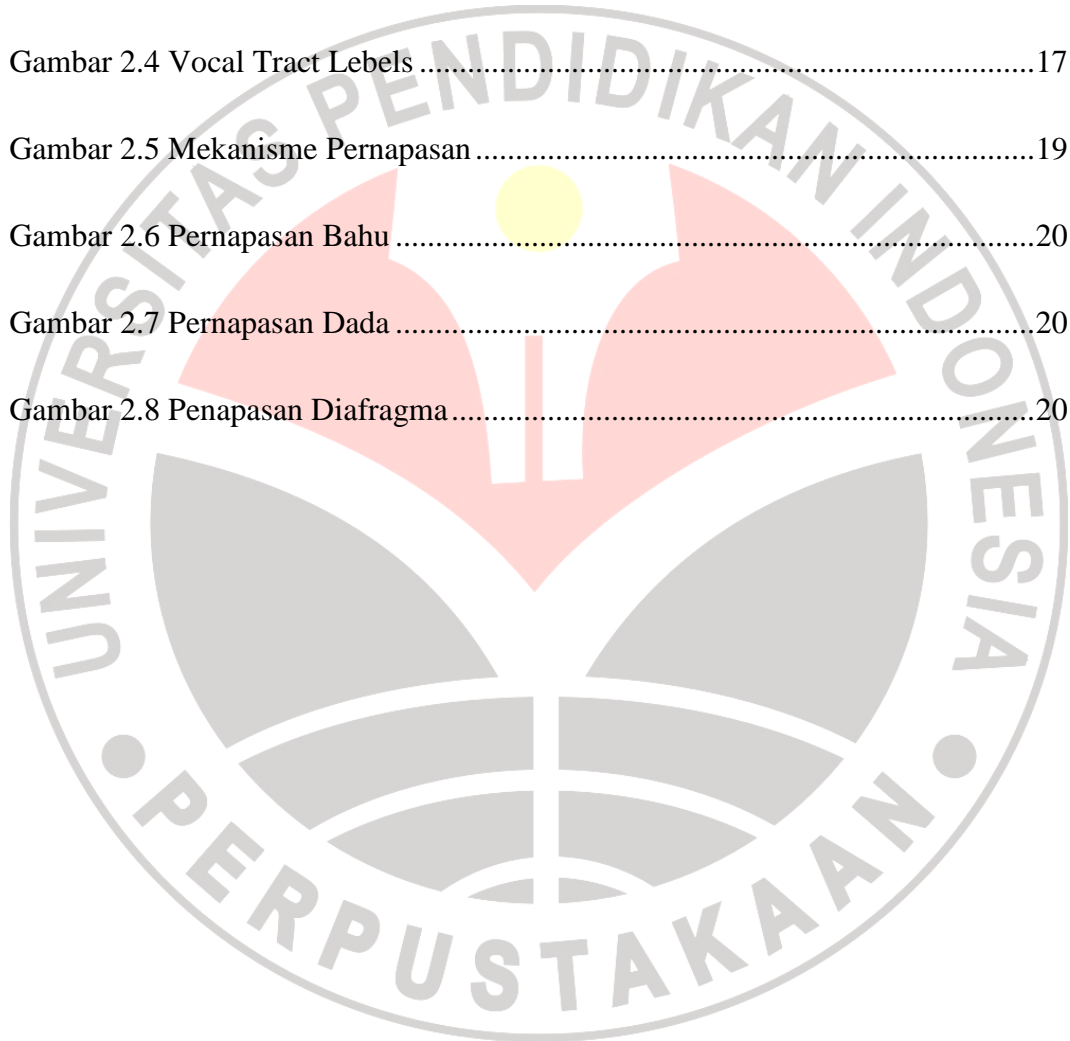 Gambar 2.4 Vocal Tract Lebels ........................................................................... 17
Gambar 2.5 Mekanisme Pernapasan .................................................................... 19
Gambar 2.6 Pernapasan Bahu .............................................................................. 20
Gambar 2.7 Pernapasan Dada .............................................................................. 20
Gambar 2.8 Penapasan Diafragma ....................................................................... 20
UNIVERSITAS PENDIDIKAN INDONESIA
PERPUSTAKAAN